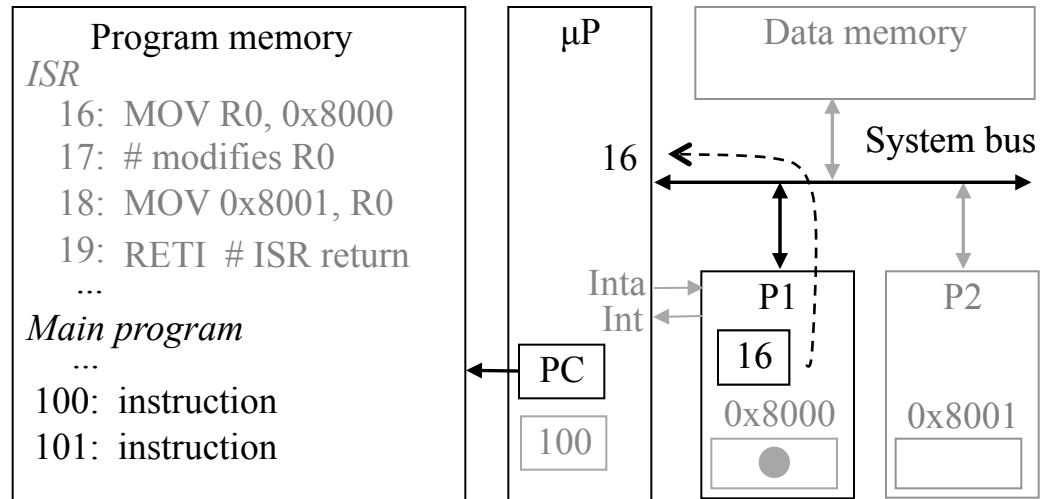 Program memory
ISR
16: MOV R0, 0x8000
17: # modifies R0
18: MOV 0x8001, R0
19: RETI # ISR return
...
Main program
...
100: instruction
101: instruction
μP
16
Inta
Int
PC
100
Data memory
System bus
P1
16
0x8000
P2
0x8001